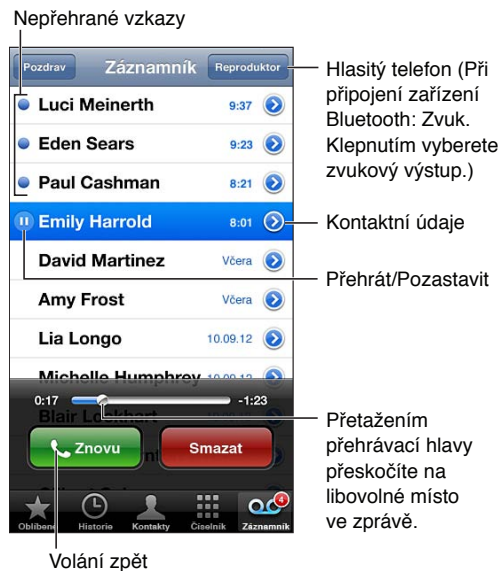 Nepřehrané vzkazy
Pozdrav
Záznamník
Reproduktor
Luci Meinerth
9:37
Eden Sears
9:23
Paul Cashman
8:21
Emily Harrold
8:01
David Martinez
Včera
Amy Frost
Včera
Lia Longo
10.09.12
Michelle Humphrey
0:17
-1:23
Blair Lockhart
Znovu
Smazat
Oblíbené
Historie
Kontakty
Číselník
Záznamník
4
Hlasitý telefon (Při
připojení zařízení
Bluetooth: Zvuk.
Klepnutím vyberete
zvukový výstup.)
Kontaktní údaje
Přehrát/Pozastavit
Přetažením
přehrávací hlavy
přeskočíte na
libovolné místo
ve zprávě.
Volání zpět